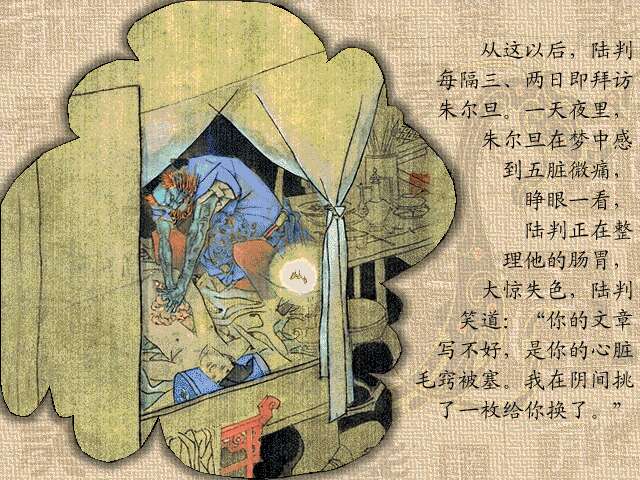 从这以后，陆判
每隔三、两日即拜访
朱尔旦。一天夜里，
朱尔旦在梦中感
到五脏微痛，
睁眼一看，
陆判正在整
理他的肠胃，
大惊失色，陆判
笑道：“你的文章
写不好，是你的心脏
毛窍被塞。我在阴间挑
了一枚给你换了。”